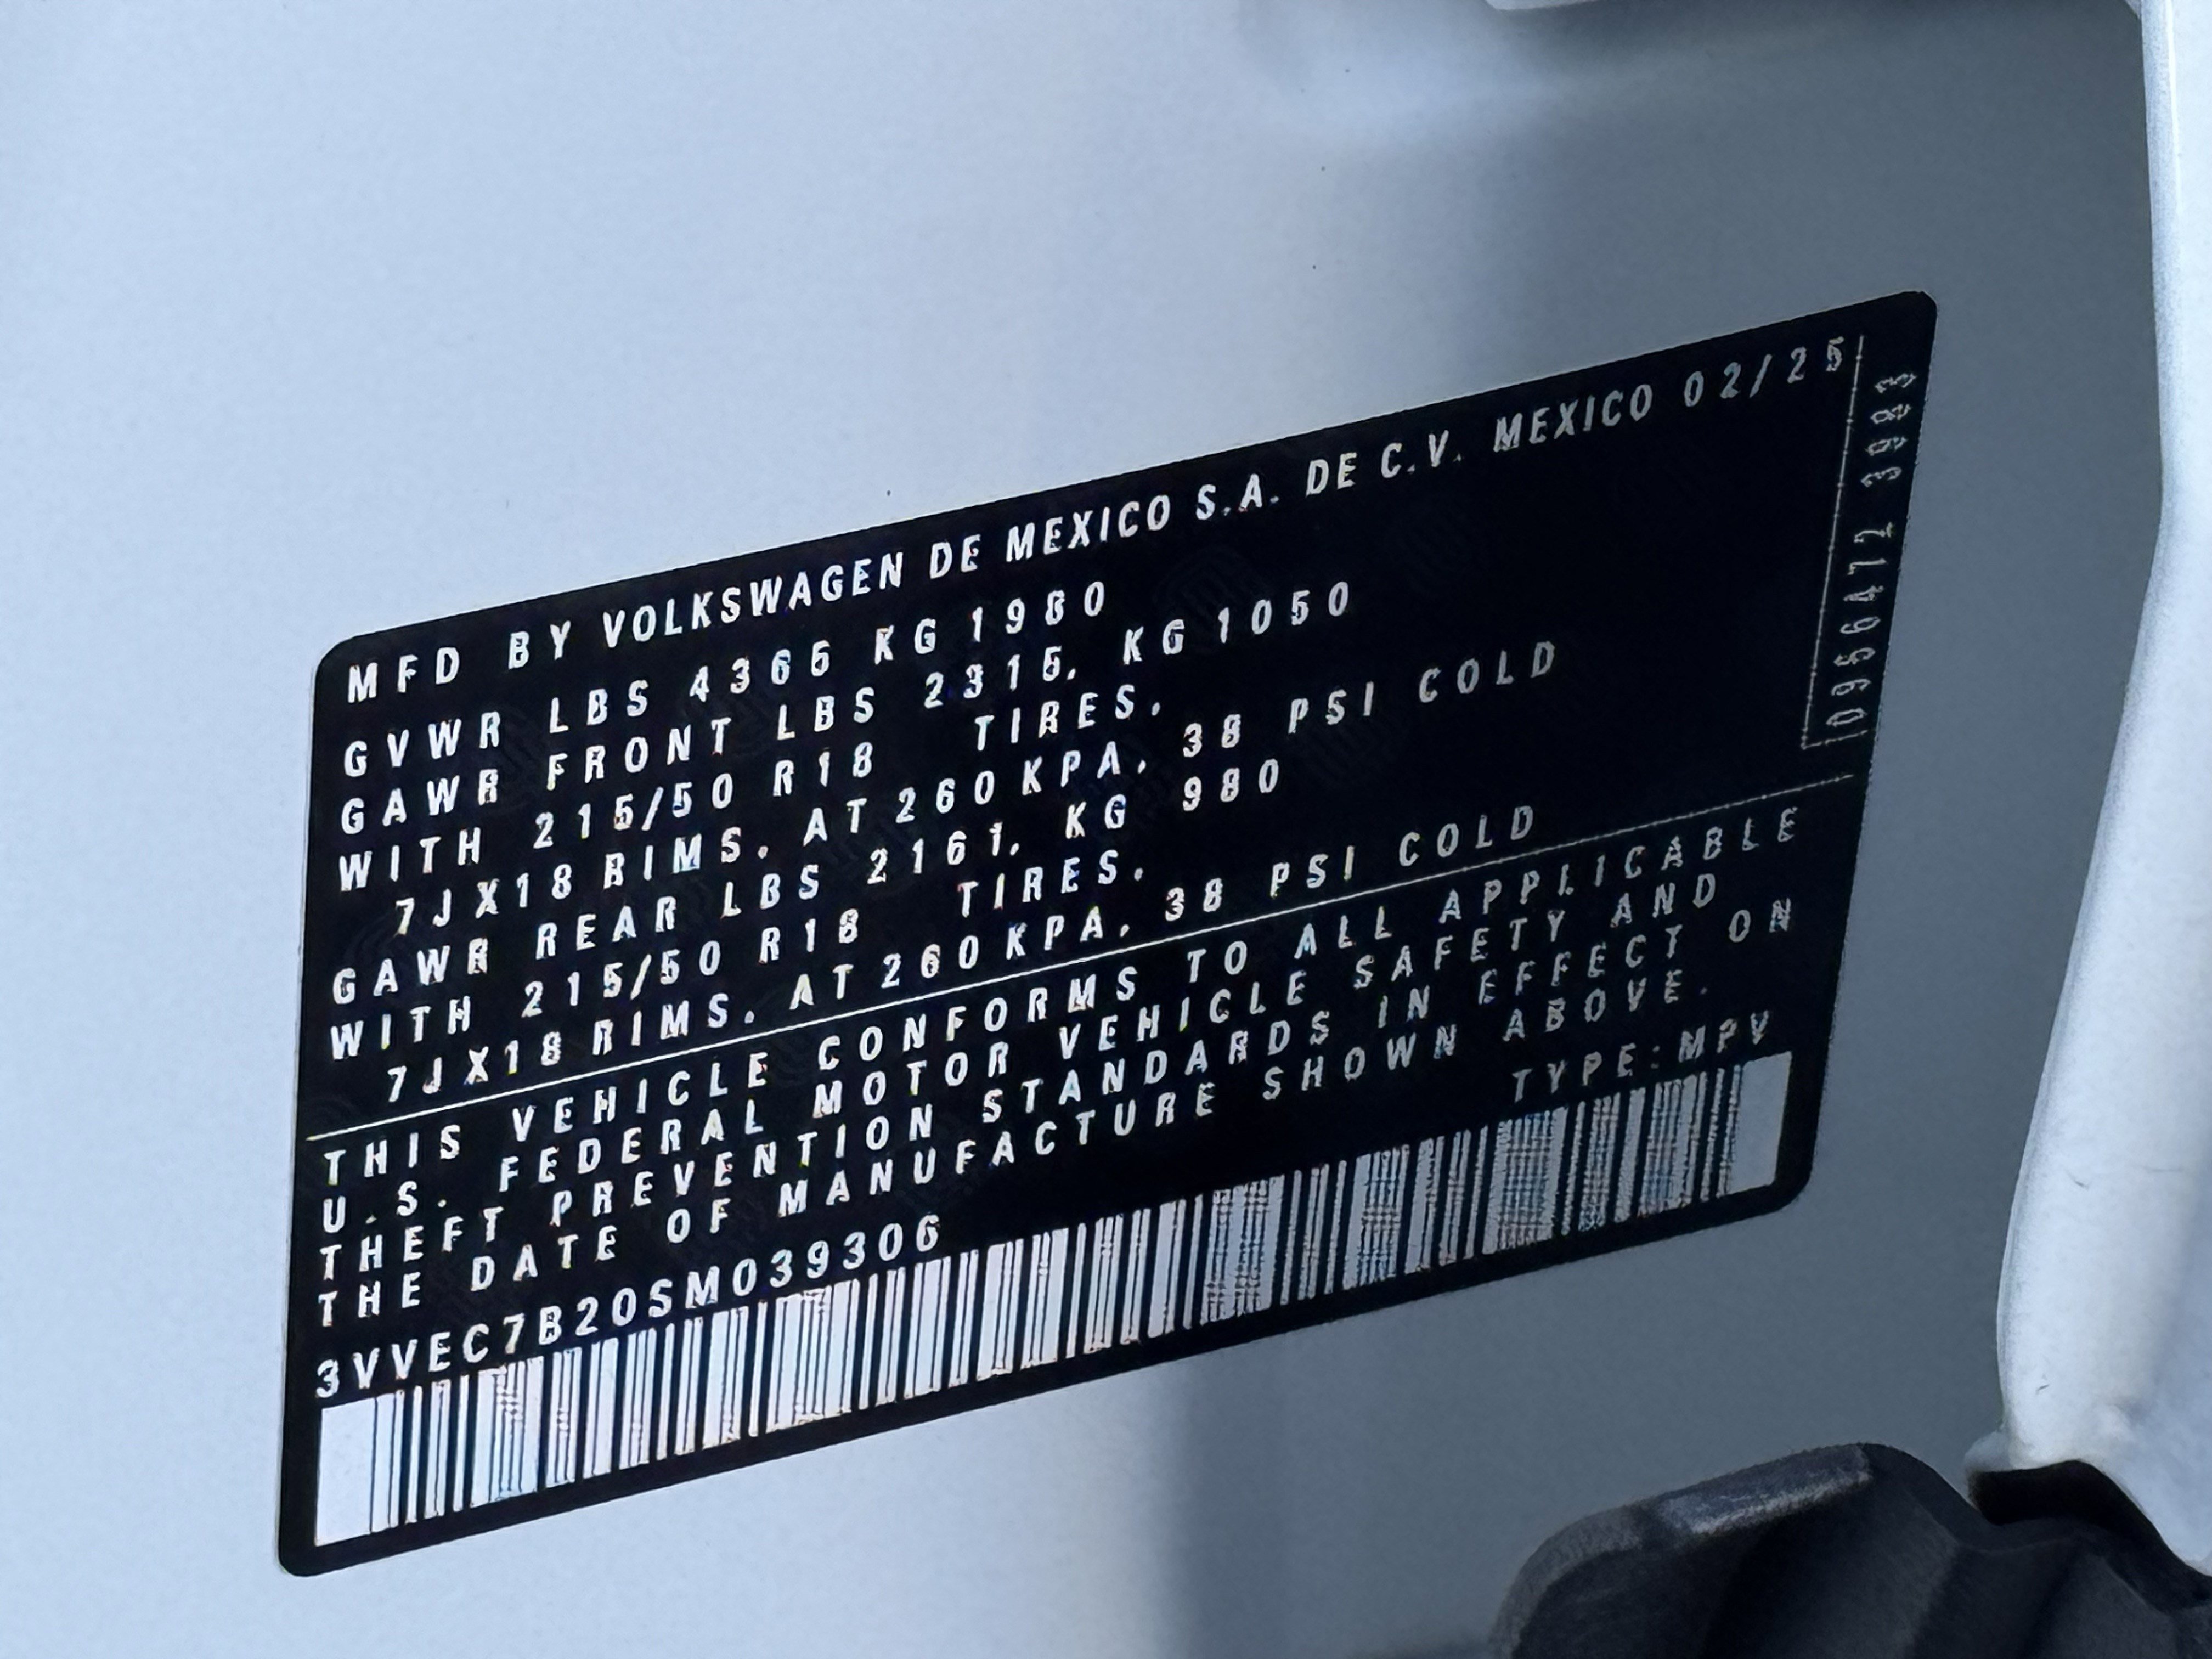 MFD BY VOLKSWAGEN DE MEXICO S.A. DE C.V. MEXICO 02/25
GVWR LBS 4365 KG 1980
GAWR FRONT LBS 2315, KG 1050
WITH 215/50 R18 TIRES,
7JX18 RIMS, AT 260 KPA, 38 PSI COLD
GAWR REAR LBS 2161, KG 980
WITH 215/50 R18 TIRES,
7JX18 RIMS, AT 260 KPA, 38 PSI COLD
THIS VEHICLE CONFORMS TO ALL APPLICABLE
U.S. FEDERAL MOTOR VEHICLE SAFETY AND
THEFT PREVENTION STANDARDS IN EFFECT ON
THE DATE OF MANUFACTURE SHOWN ABOVE.
TYPE:MPV
3VVEC7B20SM039306
0956472 3983